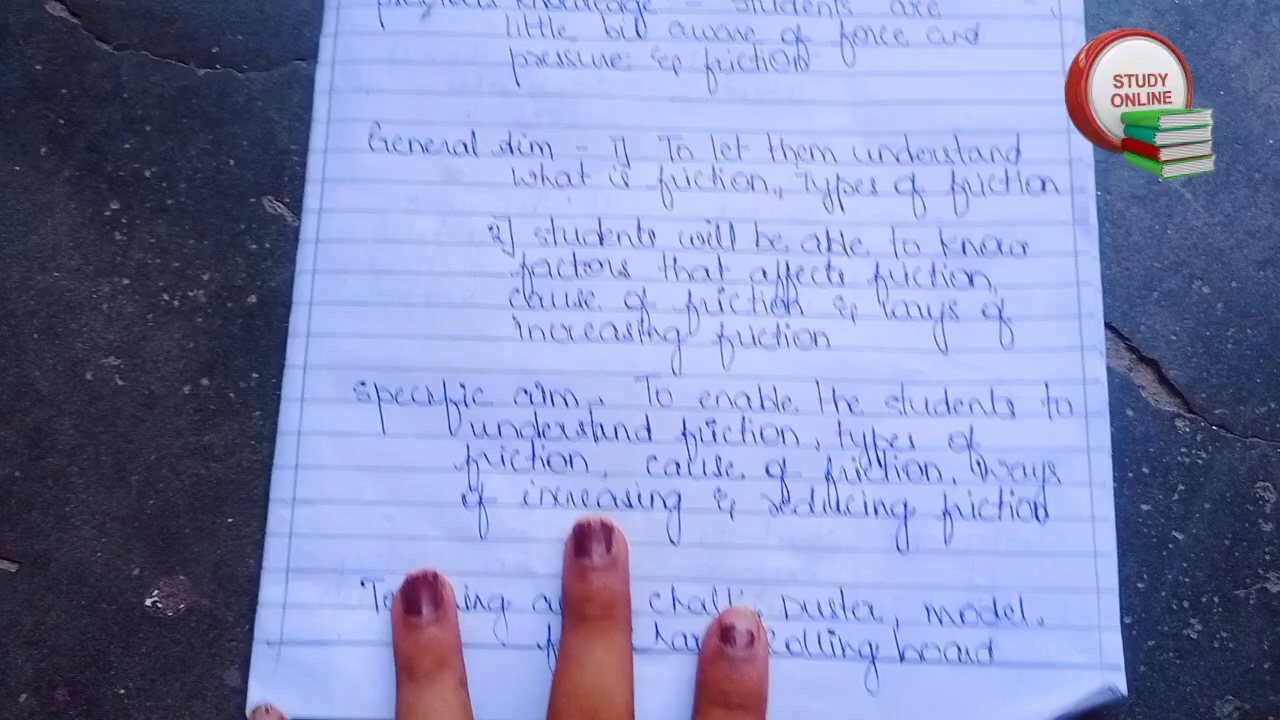 knowledge - students are
little bit aware of force and
pressure & friction
STUDY
ONLINE
General Aim - 1] To let them understand
what is friction, Types of friction
2] students will be able to know
factors that affects friction,
cause of friction & ways of
increasing friction
Specific aim - To enable the students to
understand friction, types of
friction, cause of friction, ways
of increasing & reducing friction
chalk, Duster, model.
rolling board